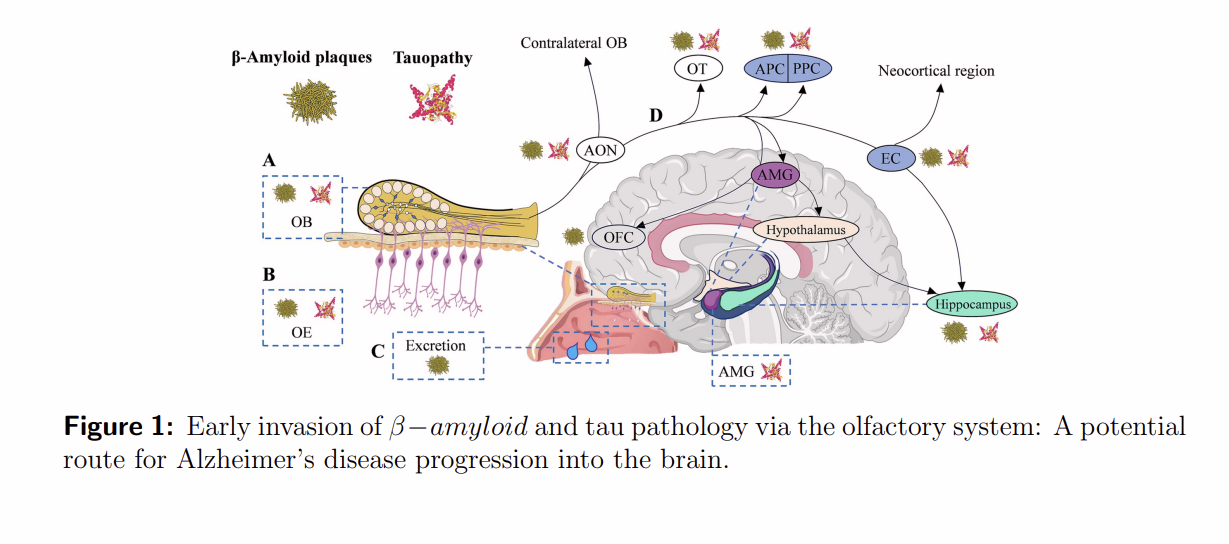 β-Amyloid plaques
Tauopathy
Contralateral OB
OT
APC
PPC
Neocortical region
D
AON
EC
A
OB
AMG
OFC
Hypothalamus
B
OE
Hippocampus
C
Excretion
AMG
Figure 1: Early invasion of β−amyloid and tau pathology via the olfactory system: A potential
route for Alzheimer's disease progression into the brain.